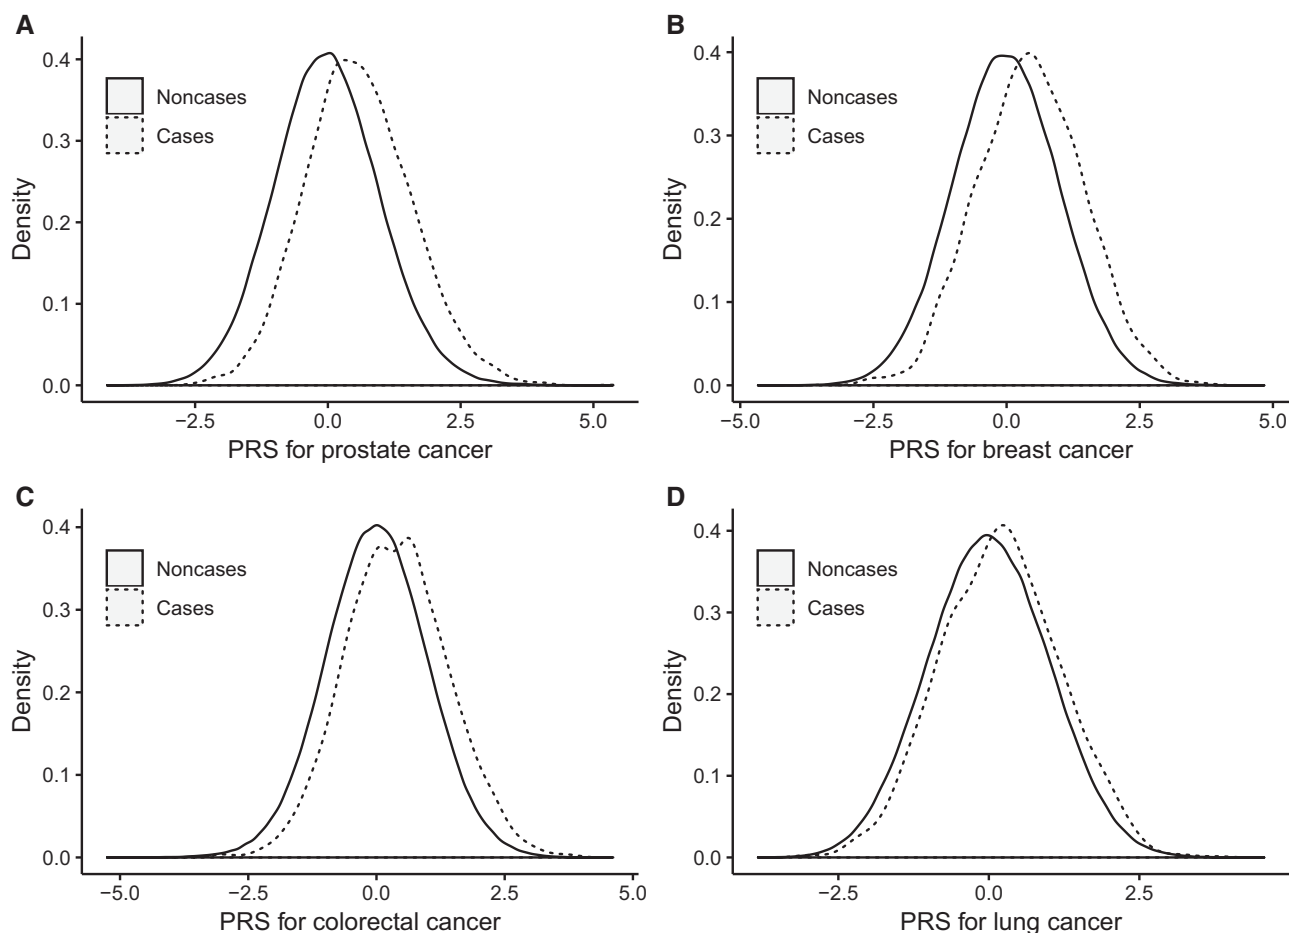 A
Density
0.4
0.3
0.2
0.1
0.0
Noncases
Cases
−2.5 0.0 2.5 5.0
PRS for prostate cancer
B
Density
0.4
0.3
0.2
0.1
0.0
Noncases
Cases
−5.0 −2.5 0.0 2.5 5.0
PRS for breast cancer
C
Density
0.4
0.3
0.2
0.1
0.0
Noncases
Cases
−5.0 −2.5 0.0 2.5 5.0
PRS for colorectal cancer
D
Density
0.4
0.3
0.2
0.1
0.0
Noncases
Cases
−2.5 0.0 2.5
PRS for lung cancer